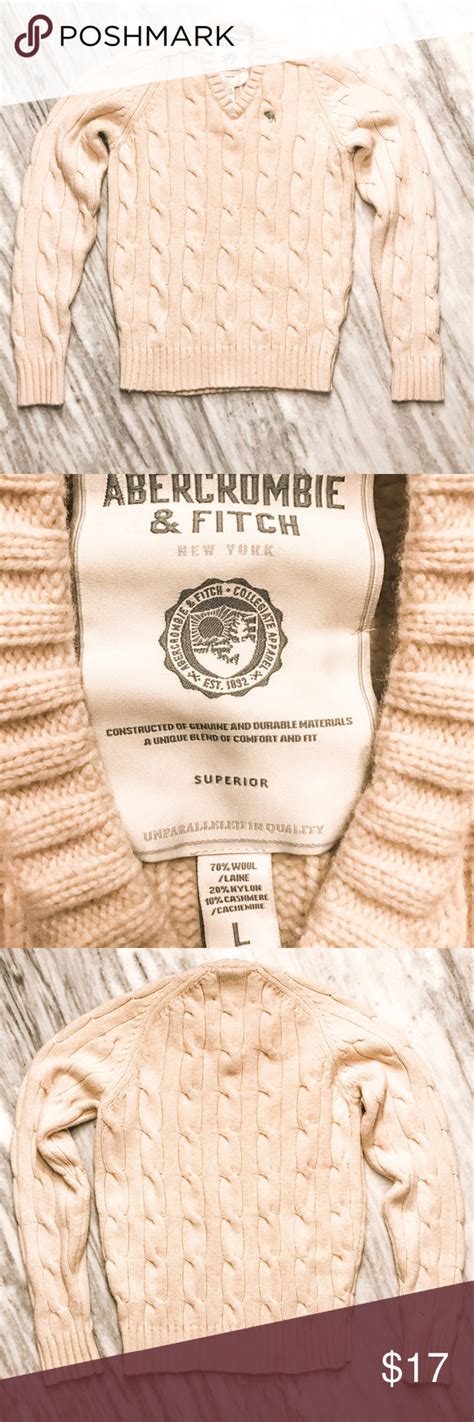 POSHMARK
ABERCROMBIE
& FITCH
NEW YORK
ABERCROMBIE & FITCH • COLLEGIATE APPAREL
EST. 1892
CONSTRUCTED OF GENUINE AND DURABLE MATERIALS
A UNIQUE BLEND OF COMFORT AND FIT
SUPERIOR
UNPARALLELED IN QUALITY
70% WOOL
/LAINE
20% NYLON
10% CASHMERE
/CACHEMIRE
L
$17